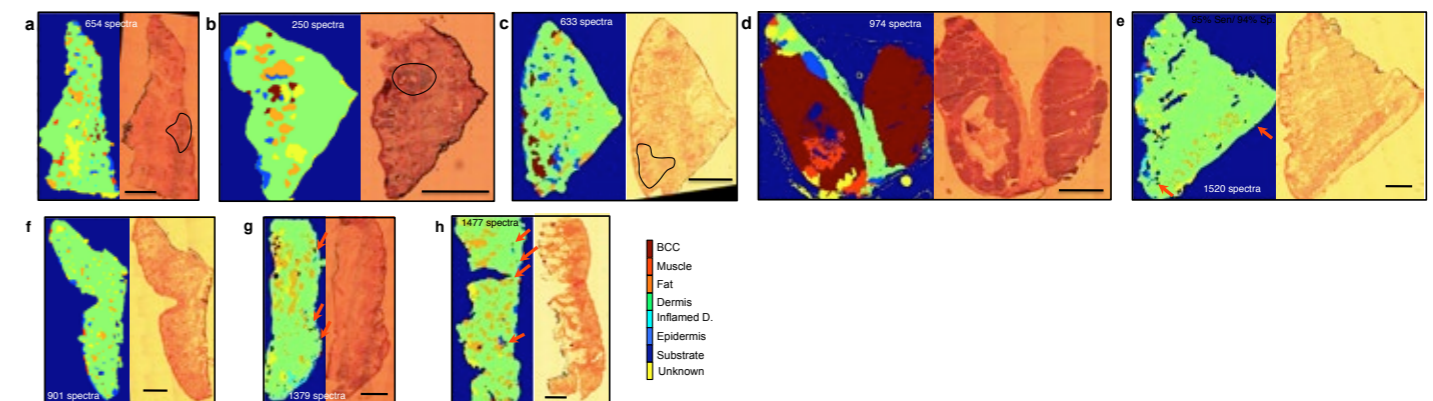 a
654 spectra
b
250 spectra
c
633 spectra
d
974 spectra
e
95% Sen/ 94% Sp.
1520 spectra
f
901 spectra
g
1379 spectra
h
1477 spectra
BCC
Muscle
Fat
Dermis
Inflamed D.
Epidermis
Substrate
Unknown